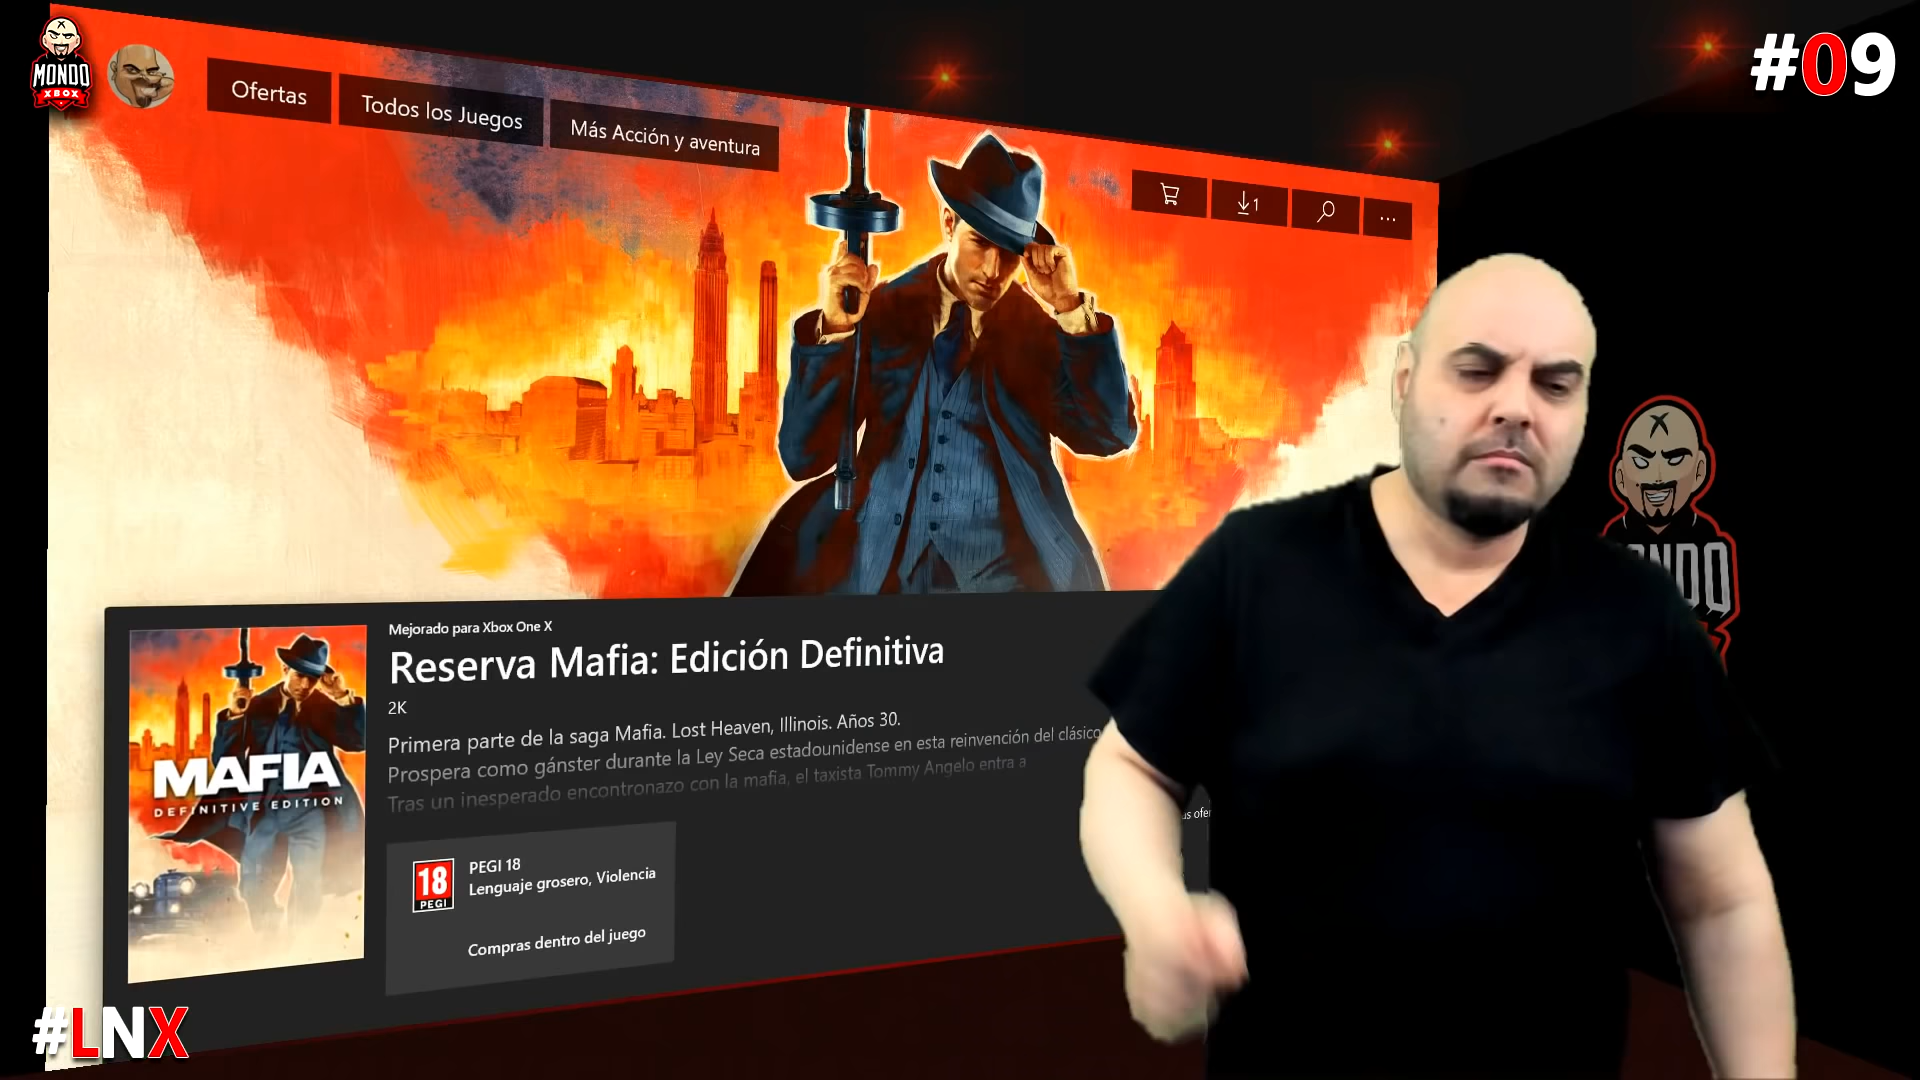 MONDO
XBOX
Ofertas
Todos los Juegos
Más Acción y aventura
1
#09
Mejorado para Xbox One X
Reserva Mafia: Edición Definitiva
2K
Primera parte de la saga Mafia. Lost Heaven, Illinois. Años 30.
Prospera como gánster durante la Ley Seca estadounidense en esta reinvención del clásico
Tras un inesperado encontronazo con la mafia, el taxista Tommy Angelo entra a
MAFIA
DEFINITIVE EDITION
18
PEGI
PEGI 18
Lenguaje grosero, Violencia
Compras dentro del juego
#LNX